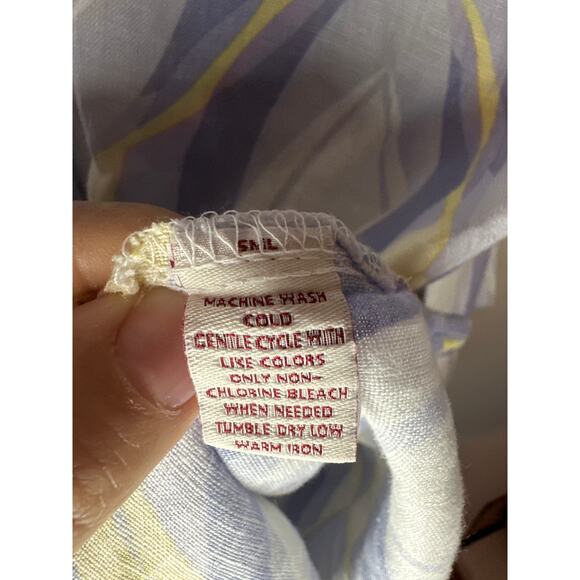 MACHINE WASH
COLD
GENTLE CYCLE WITH
LIKE COLORS
ONLY NON-
CHLORINE BLEACH
WHEN NEEDED
TUMBLE DRY LOW
WARM IRON